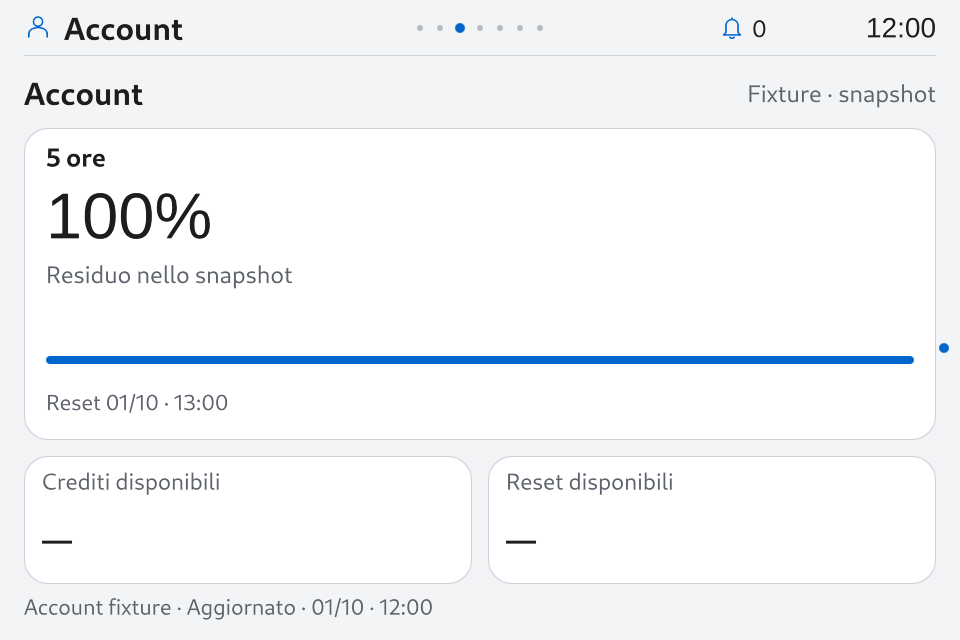 Account
0
12:00
Account
Fixture · snapshot
5 ore
100%
Residuo nello snapshot
Reset 01/10 · 13:00
Crediti disponibili
—
Reset disponibili
—
Account fixture · Aggiornato · 01/10 · 12:00